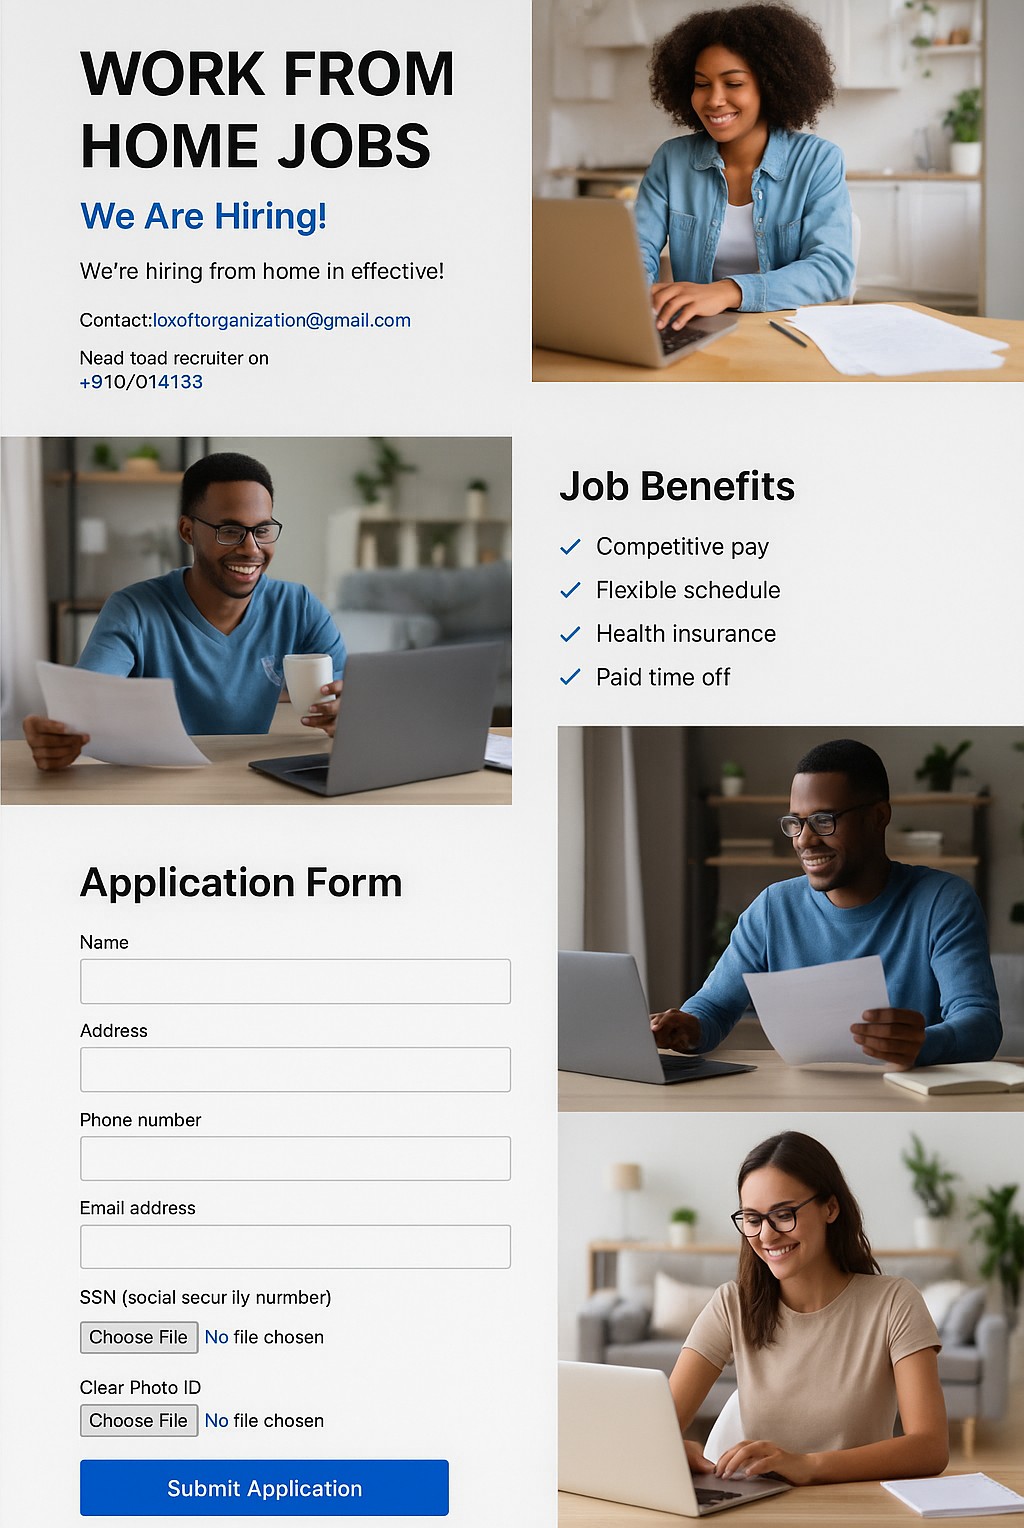 WORK FROM
HOME JOBS
We Are Hiring!
We're hiring from home in effective!
Contact:loxoftorganization@gmail.com
Nead toad recruiter on
+910/014133
Job Benefits
✓ Competitive pay
✓ Flexible schedule
✓ Health insurance
✓ Paid time off
Application Form
Name
Address
Phone number
Email address
SSN (social secur ily nurmber)
Choose File No file chosen
Clear Photo ID
Choose File No file chosen
Submit Application